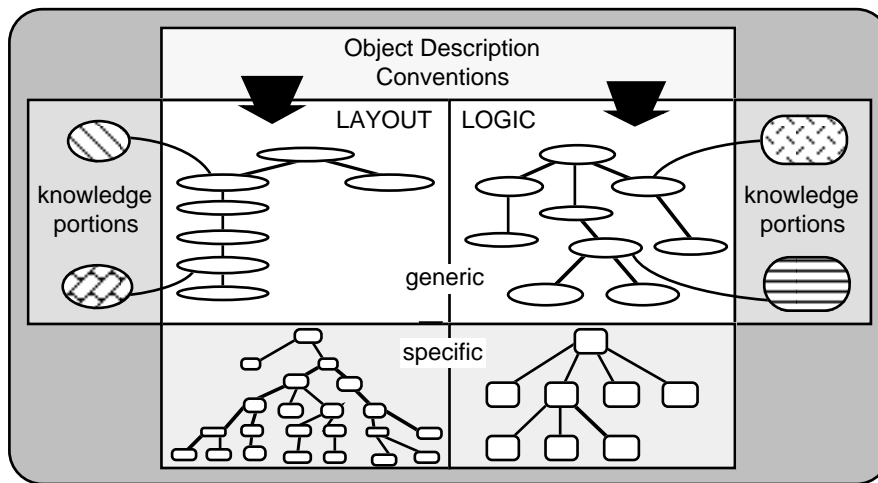 Object Description
Conventions
LAYOUT
LOGIC
knowledge
portions
knowledge
portions
generic
specific